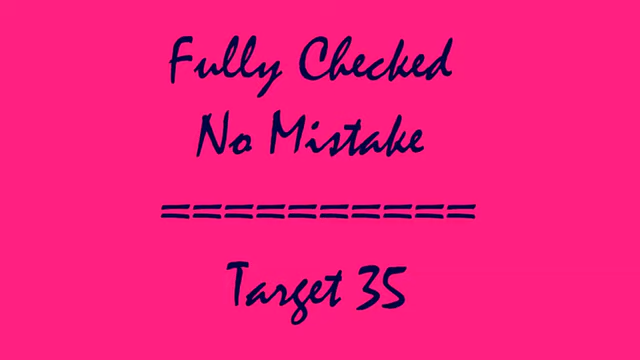 Fully Checked
No Mistake
==========
Target 35